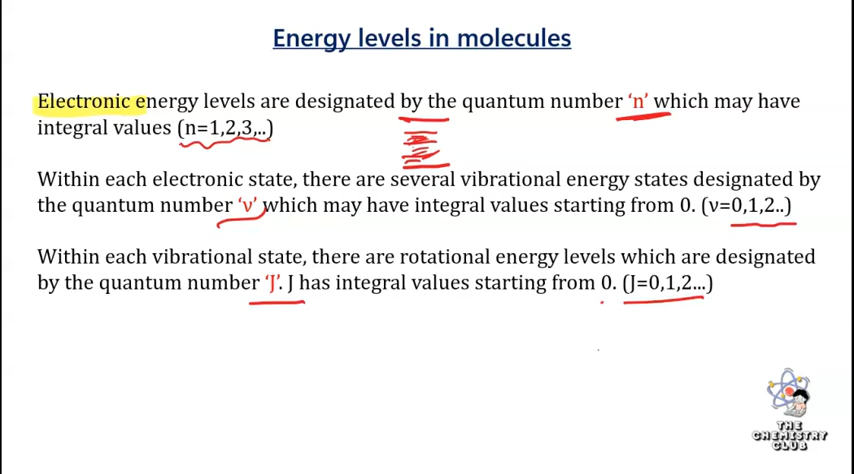 Energy levels in molecules
Electronic energy levels are designated by the quantum number ‘n’ which may have
integral values (n=1,2,3,..)
Within each electronic state, there are several vibrational energy states designated by
the quantum number ‘ν’ which may have integral values starting from 0. (ν=0,1,2..)
Within each vibrational state, there are rotational energy levels which are designated
by the quantum number ‘J’. J has integral values starting from 0. (J=0,1,2...)
THE
CHEMISTRY
CLUB